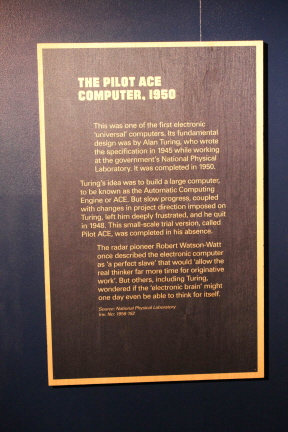 THE PILOT ACE
COMPUTER, 1950
This was one of the first electronic
'universal' computers. Its fundamental
design was by Alan Turing, who wrote
the specification in 1945 while working
at the government's National Physical
Laboratory. It was completed in 1950.
Turing's idea was to build a large computer,
to be known as the Automatic Computing
Engine or ACE. But slow progress, coupled
with changes in project direction imposed on
Turing, left him deeply frustrated, and he quit
in 1948. This small-scale trial version, called
Pilot ACE, was completed in his absence.
The radar pioneer Robert Watson-Watt
once described the electronic computer
as 'a perfect slave' that would 'allow the
real thinker far more time for originative
work'. But others, including Turing,
wondered if the 'electronic brain' might
one day even be able to think for itself.
Source: National Physical Laboratory
Inv. No. 1956-152